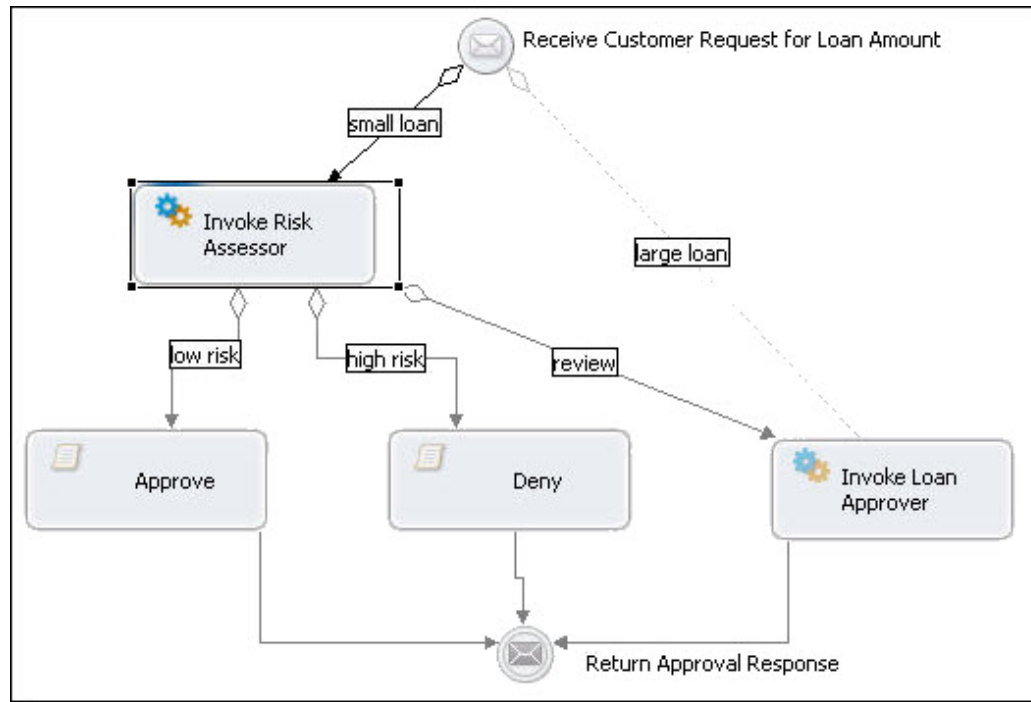 Receive Customer Request for Loan Amount
small loan
Invoke Risk
Assessor
large loan
low risk
high risk
review
Approve
Deny
Invoke Loan
Approver
Return Approval Response